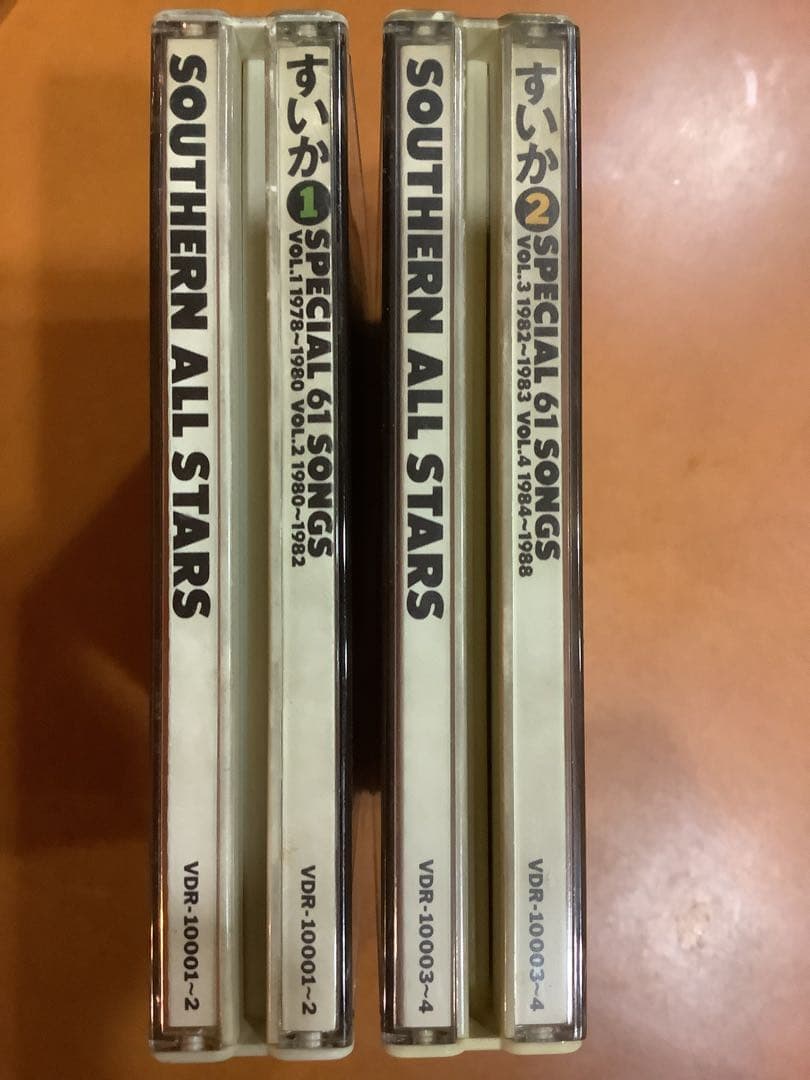 SOUTHERN ALL STARS
VDR-10001~2
すいか1 SPECIAL 61 SONGS
VOL.1 1978~1980 VOL.2 1980~1982
VDR-10001~2
SOUTHERN ALL STARS
VDR-10003~4
すいか2 SPECIAL 61 SONGS
VOL.3 1982~1983 VOL.4 1984~1988
VDR-10003~4